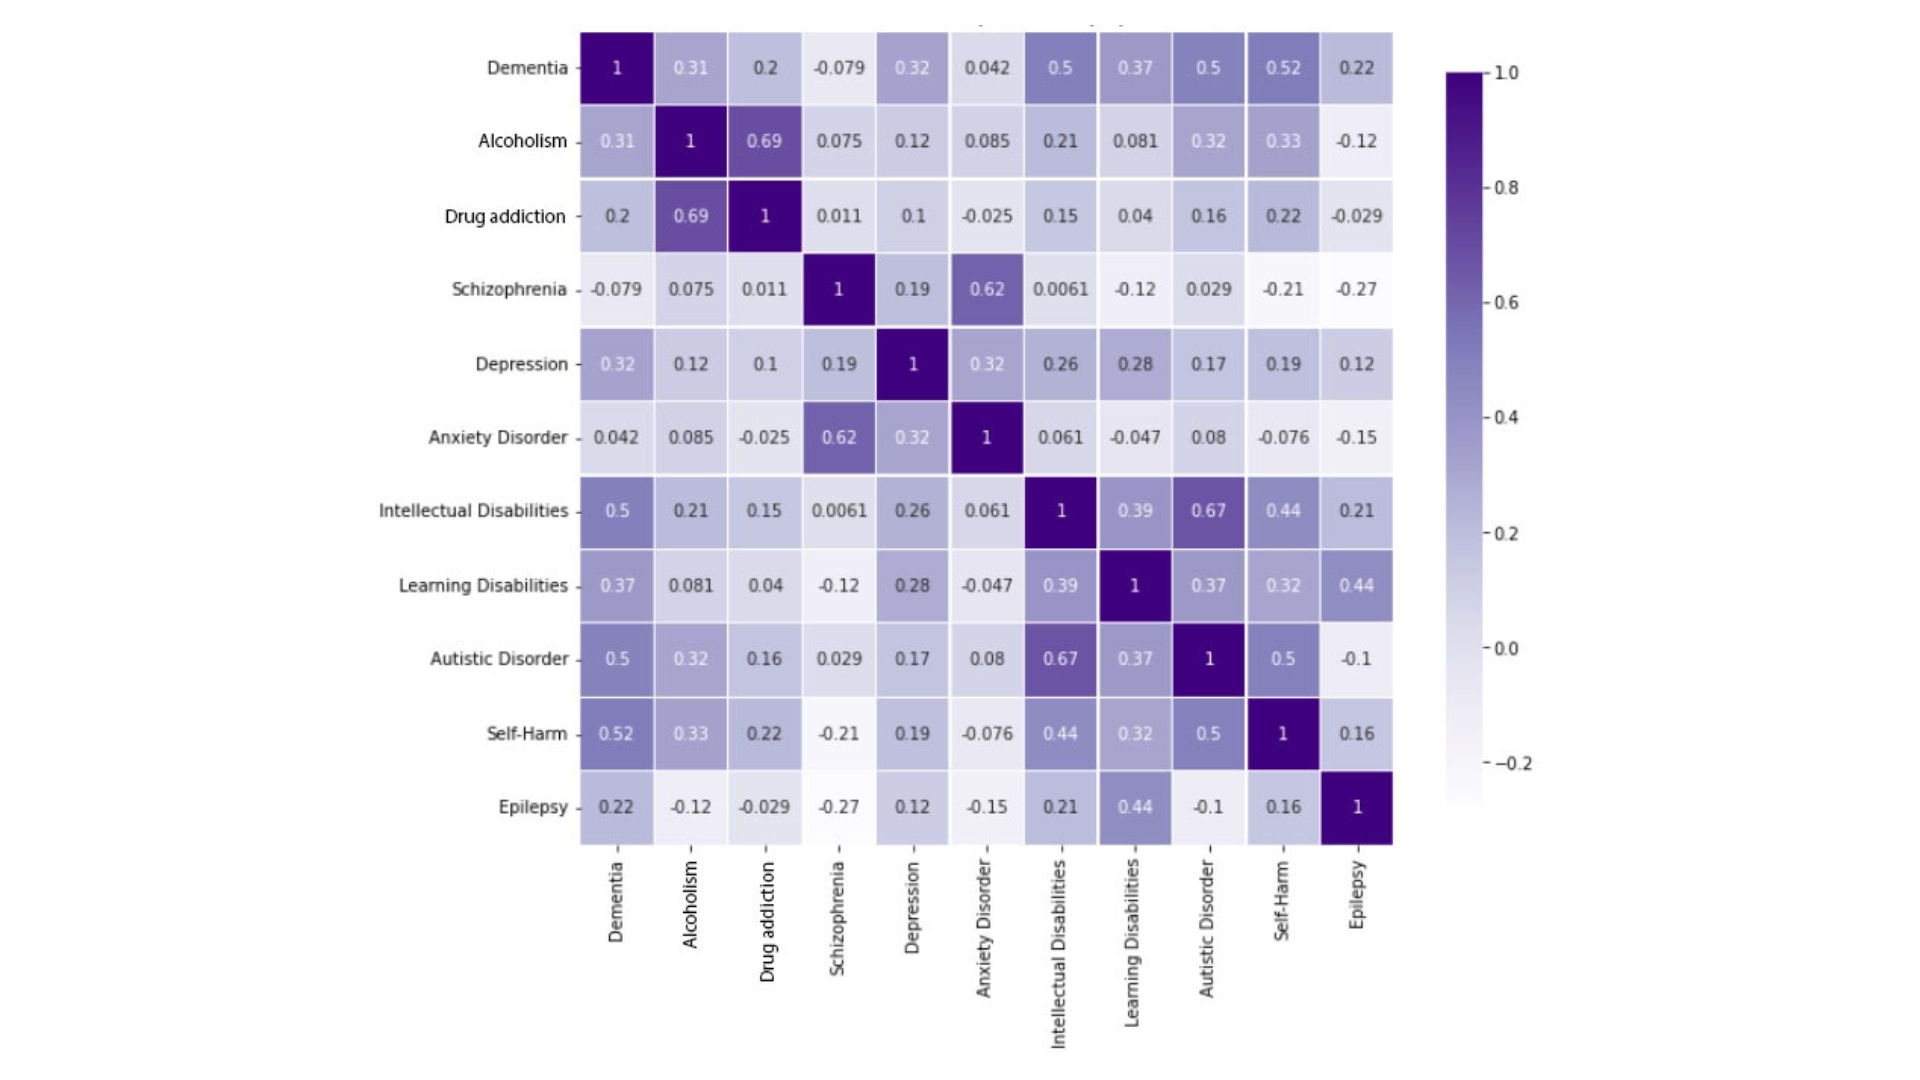 Dementia 1 0.31 0.2 -0.079 0.32 0.042 0.5 0.37 0.5 0.52 0.22
Alcoholism 0.31 1 0.69 0.075 0.12 0.085 0.21 0.081 0.32 0.33 -0.12
Drug addiction 0.2 0.69 1 0.011 0.1 -0.025 0.15 0.04 0.16 0.22 -0.029
Schizophrenia -0.079 0.075 0.011 1 0.19 0.62 0.0061 -0.12 0.029 -0.21 -0.27
Depression 0.32 0.12 0.1 0.19 1 0.32 0.26 0.28 0.17 0.19 0.12
Anxiety Disorder 0.042 0.085 -0.025 0.62 0.32 1 0.061 -0.047 0.08 -0.076 -0.15
Intellectual Disabilities 0.5 0.21 0.15 0.0061 0.26 0.061 1 0.39 0.67 0.44 0.21
Learning Disabilities 0.37 0.081 0.04 -0.12 0.28 -0.047 0.39 1 0.37 0.32 0.44
Autistic Disorder 0.5 0.32 0.16 0.029 0.17 0.08 0.67 0.37 1 0.5 -0.1
Self-Harm 0.52 0.33 0.22 -0.21 0.19 -0.076 0.44 0.32 0.5 1 0.16
Epilepsy 0.22 -0.12 -0.029 -0.27 0.12 -0.15 0.21 0.44 -0.1 0.16 1
Dementia
Alcoholism
Drug addiction
Schizophrenia
Depression
Anxiety Disorder
Intellectual Disabilities
Learning Disabilities
Autistic Disorder
Self-Harm
Epilepsy
1.0
0.8
0.6
0.4
0.2
0.0
−0.2